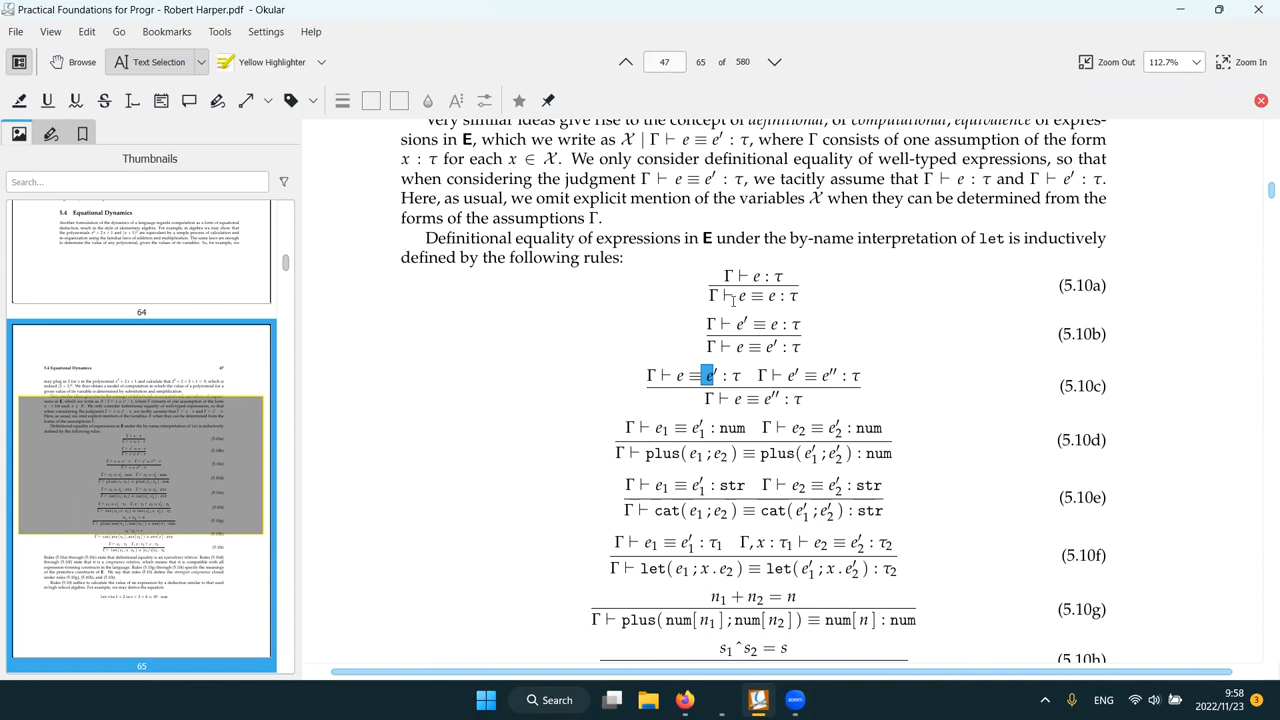 Practical Foundations for Progr - Robert Harper.pdf - Okular
File View Edit Go Bookmarks Tools Settings Help
Browse Text Selection Yellow Highlighter 47 65 of 580 Zoom Out 112.7% Zoom In
Thumbnails
Search...
5.4 Equational Dynamics
64
65
Very similar ideas give rise to the concept of definitional, or computational, equivalence of expres-
sions in E, which we write as 𝒳 | Γ ⊢ e ≡ e′ : τ, where Γ consists of one assumption of the form
x : τ for each x ∈ 𝒳. We only consider definitional equality of well-typed expressions, so that
when considering the judgment Γ ⊢ e ≡ e′ : τ, we tacitly assume that Γ ⊢ e : τ and Γ ⊢ e′ : τ.
Here, as usual, we omit explicit mention of the variables 𝒳 when they can be determined from the
forms of the assumptions Γ.
Definitional equality of expressions in E under the by-name interpretation of let is inductively
defined by the following rules:
Γ ⊢ e : τ
Γ ⊢ e ≡ e : τ (5.10a)
Γ ⊢ e′ ≡ e : τ
Γ ⊢ e ≡ e′ : τ (5.10b)
Γ ⊢ e ≡ e′ : τ Γ ⊢ e′ ≡ e″ : τ
Γ ⊢ e ≡ e″ : τ (5.10c)
Γ ⊢ e₁ ≡ e′₁ : num Γ ⊢ e₂ ≡ e′₂ : num
Γ ⊢ plus(e₁;e₂) ≡ plus(e′₁;e′₂) : num (5.10d)
Γ ⊢ e₁ ≡ e′₁ : str Γ ⊢ e₂ ≡ e′₂ : str
Γ ⊢ cat(e₁;e₂) ≡ cat(e′₁;e′₂) : str (5.10e)
Γ ⊢ e₁ ≡ e′₁ : τ₁ Γ, x : τ₁ ⊢ e₂ ≡ e′₂ : τ₂
Γ ⊢ let(e₁;x.e₂) ≡ let(e′₁;x.e′₂) : τ₂ (5.10f)
n₁ + n₂ = n
Γ ⊢ plus(num[n₁];num[n₂]) ≡ num[n] : num (5.10g)
s₁ ^ s₂ = s
(5.10h)
Search
ENG
9:58
2022/11/23
3